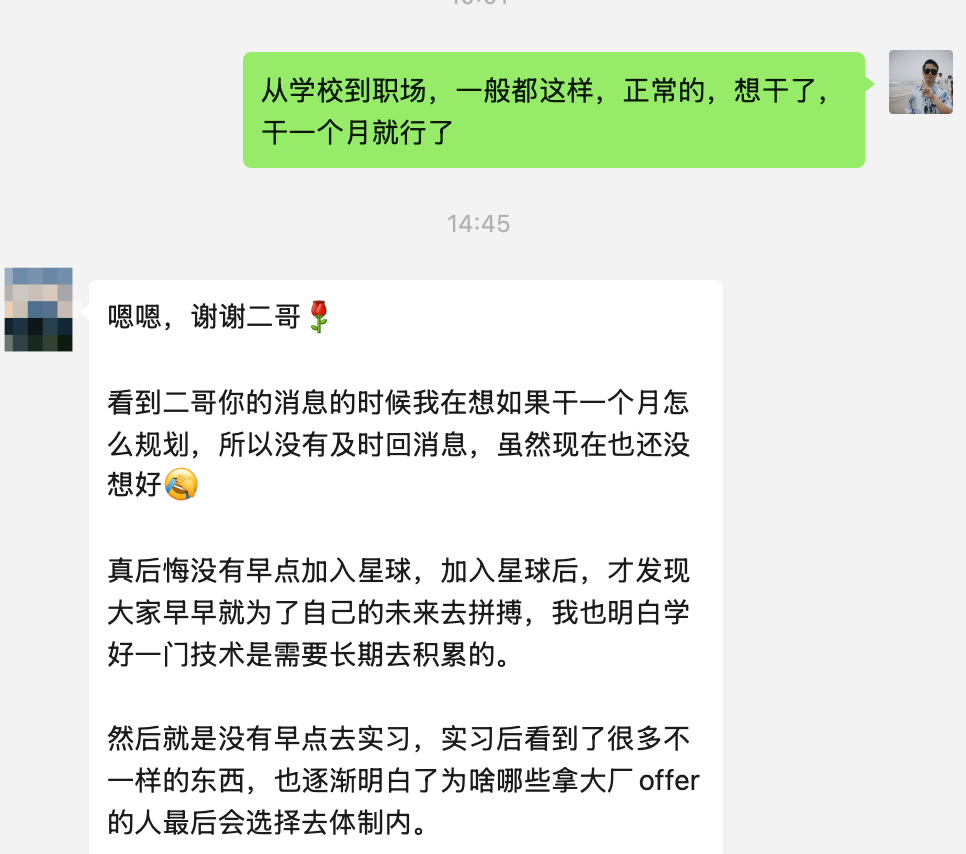 从学校到职场，一般都这样，正常的，想干了，
干一个月就行了
14:45
嗯嗯，谢谢二哥🌹
看到二哥你的消息的时候我在想如果干一个月怎
么规划，所以没有及时回消息，虽然现在也还没
想好🤦
真后悔没有早点加入星球，加入星球后，才发现
大家早早就为了自己的未来去拼搏，我也明白学
好一门技术是需要长期去积累的。
然后就是没有早点去实习，实习后看到了很多不
一样的东西，也逐渐明白了为啥哪些拿大厂 offer
的人最后会选择去体制内。